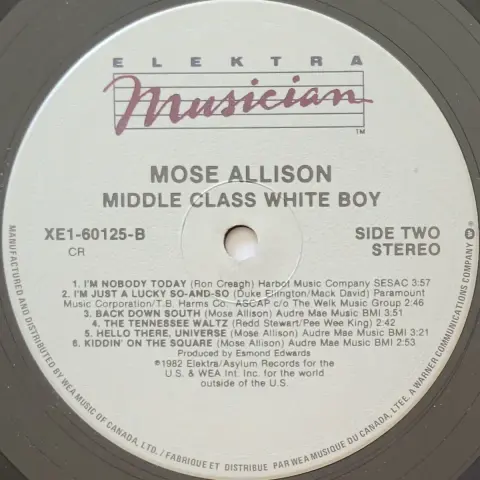 ELEKTRA
Musician
TM
MOSE ALLISON
MIDDLE CLASS WHITE BOY
XE1-60125-B
CR
SIDE TWO
STEREO
1. I'M NOBODY TODAY (Ron Creagh) Harbot Music Company SESAC 3:57
2. I'M JUST A LUCKY SO-AND-SO (Duke Ellington/Mack David) Paramount
Music Corporation/T.B. Harms Co. ASCAP c/o The Welk Music Group 2:46
3. BACK DOWN SOUTH (Mose Allison) Audre Mae Music BMI 3:51
4. THE TENNESSEE WALTZ (Redd Stewart/Pee Wee King) 2:42
5. HELLO THERE, UNIVERSE (Mose Allison) Audre Mae Music BMI 3:21
6. KIDDIN' ON THE SQUARE (Mose Allison) Audre Mae Music BMI 2:53
Produced by Esmond Edwards
℗1982 Elektra/Asylum Records for the
U.S. & WEA Int. Inc. for the world
outside of the U.S.
MANUFACTURED AND DISTRIBUTED BY WEA MUSIC OF CANADA, LTD. / FABRIQUE ET DISTRIBUE PAR WEA MUSIQUE DU CANADA, LTEE. A WARNER COMMUNICATIONS COMPANY